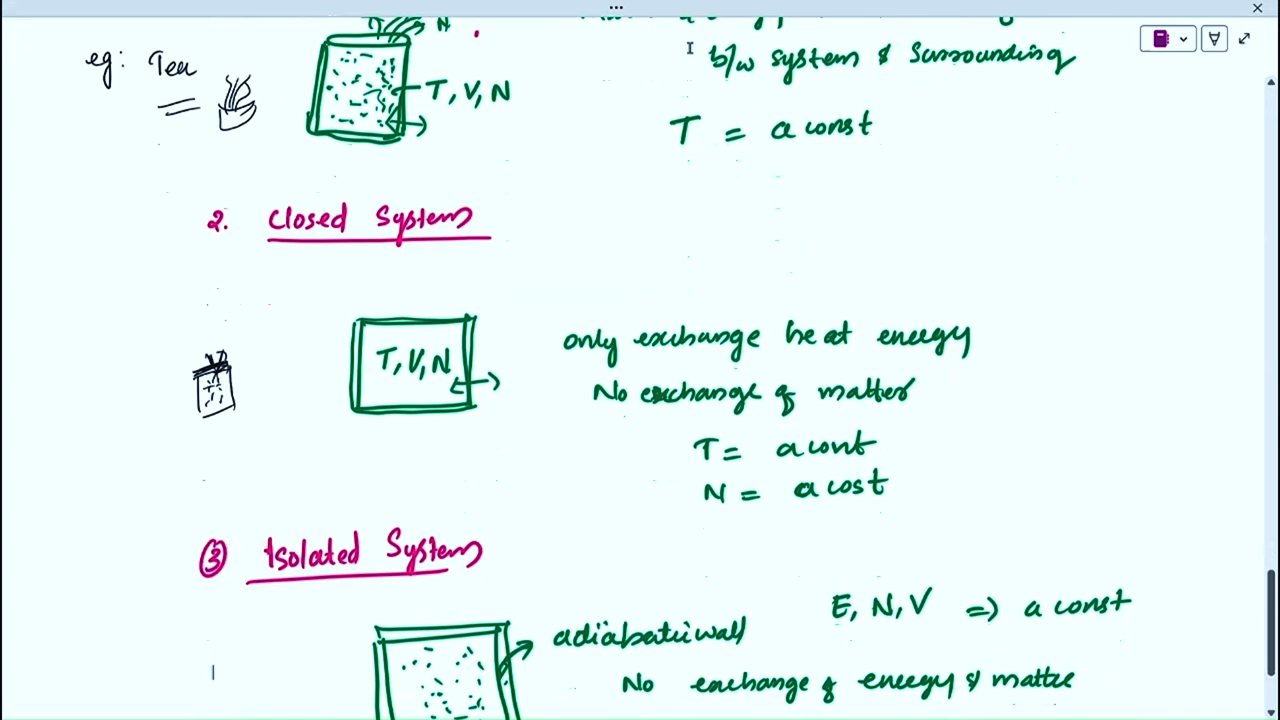 N
eg: Tea
b/w system & Surrounding
T, V, N
T = a const
2. Closed System
only exchange heat energy
T, V, N
No exchange of matter
T = a cont
N = a cost
③ Isolated System
E, N, V ⇒ a const
adiabatic wall
No exchange of energy & matte